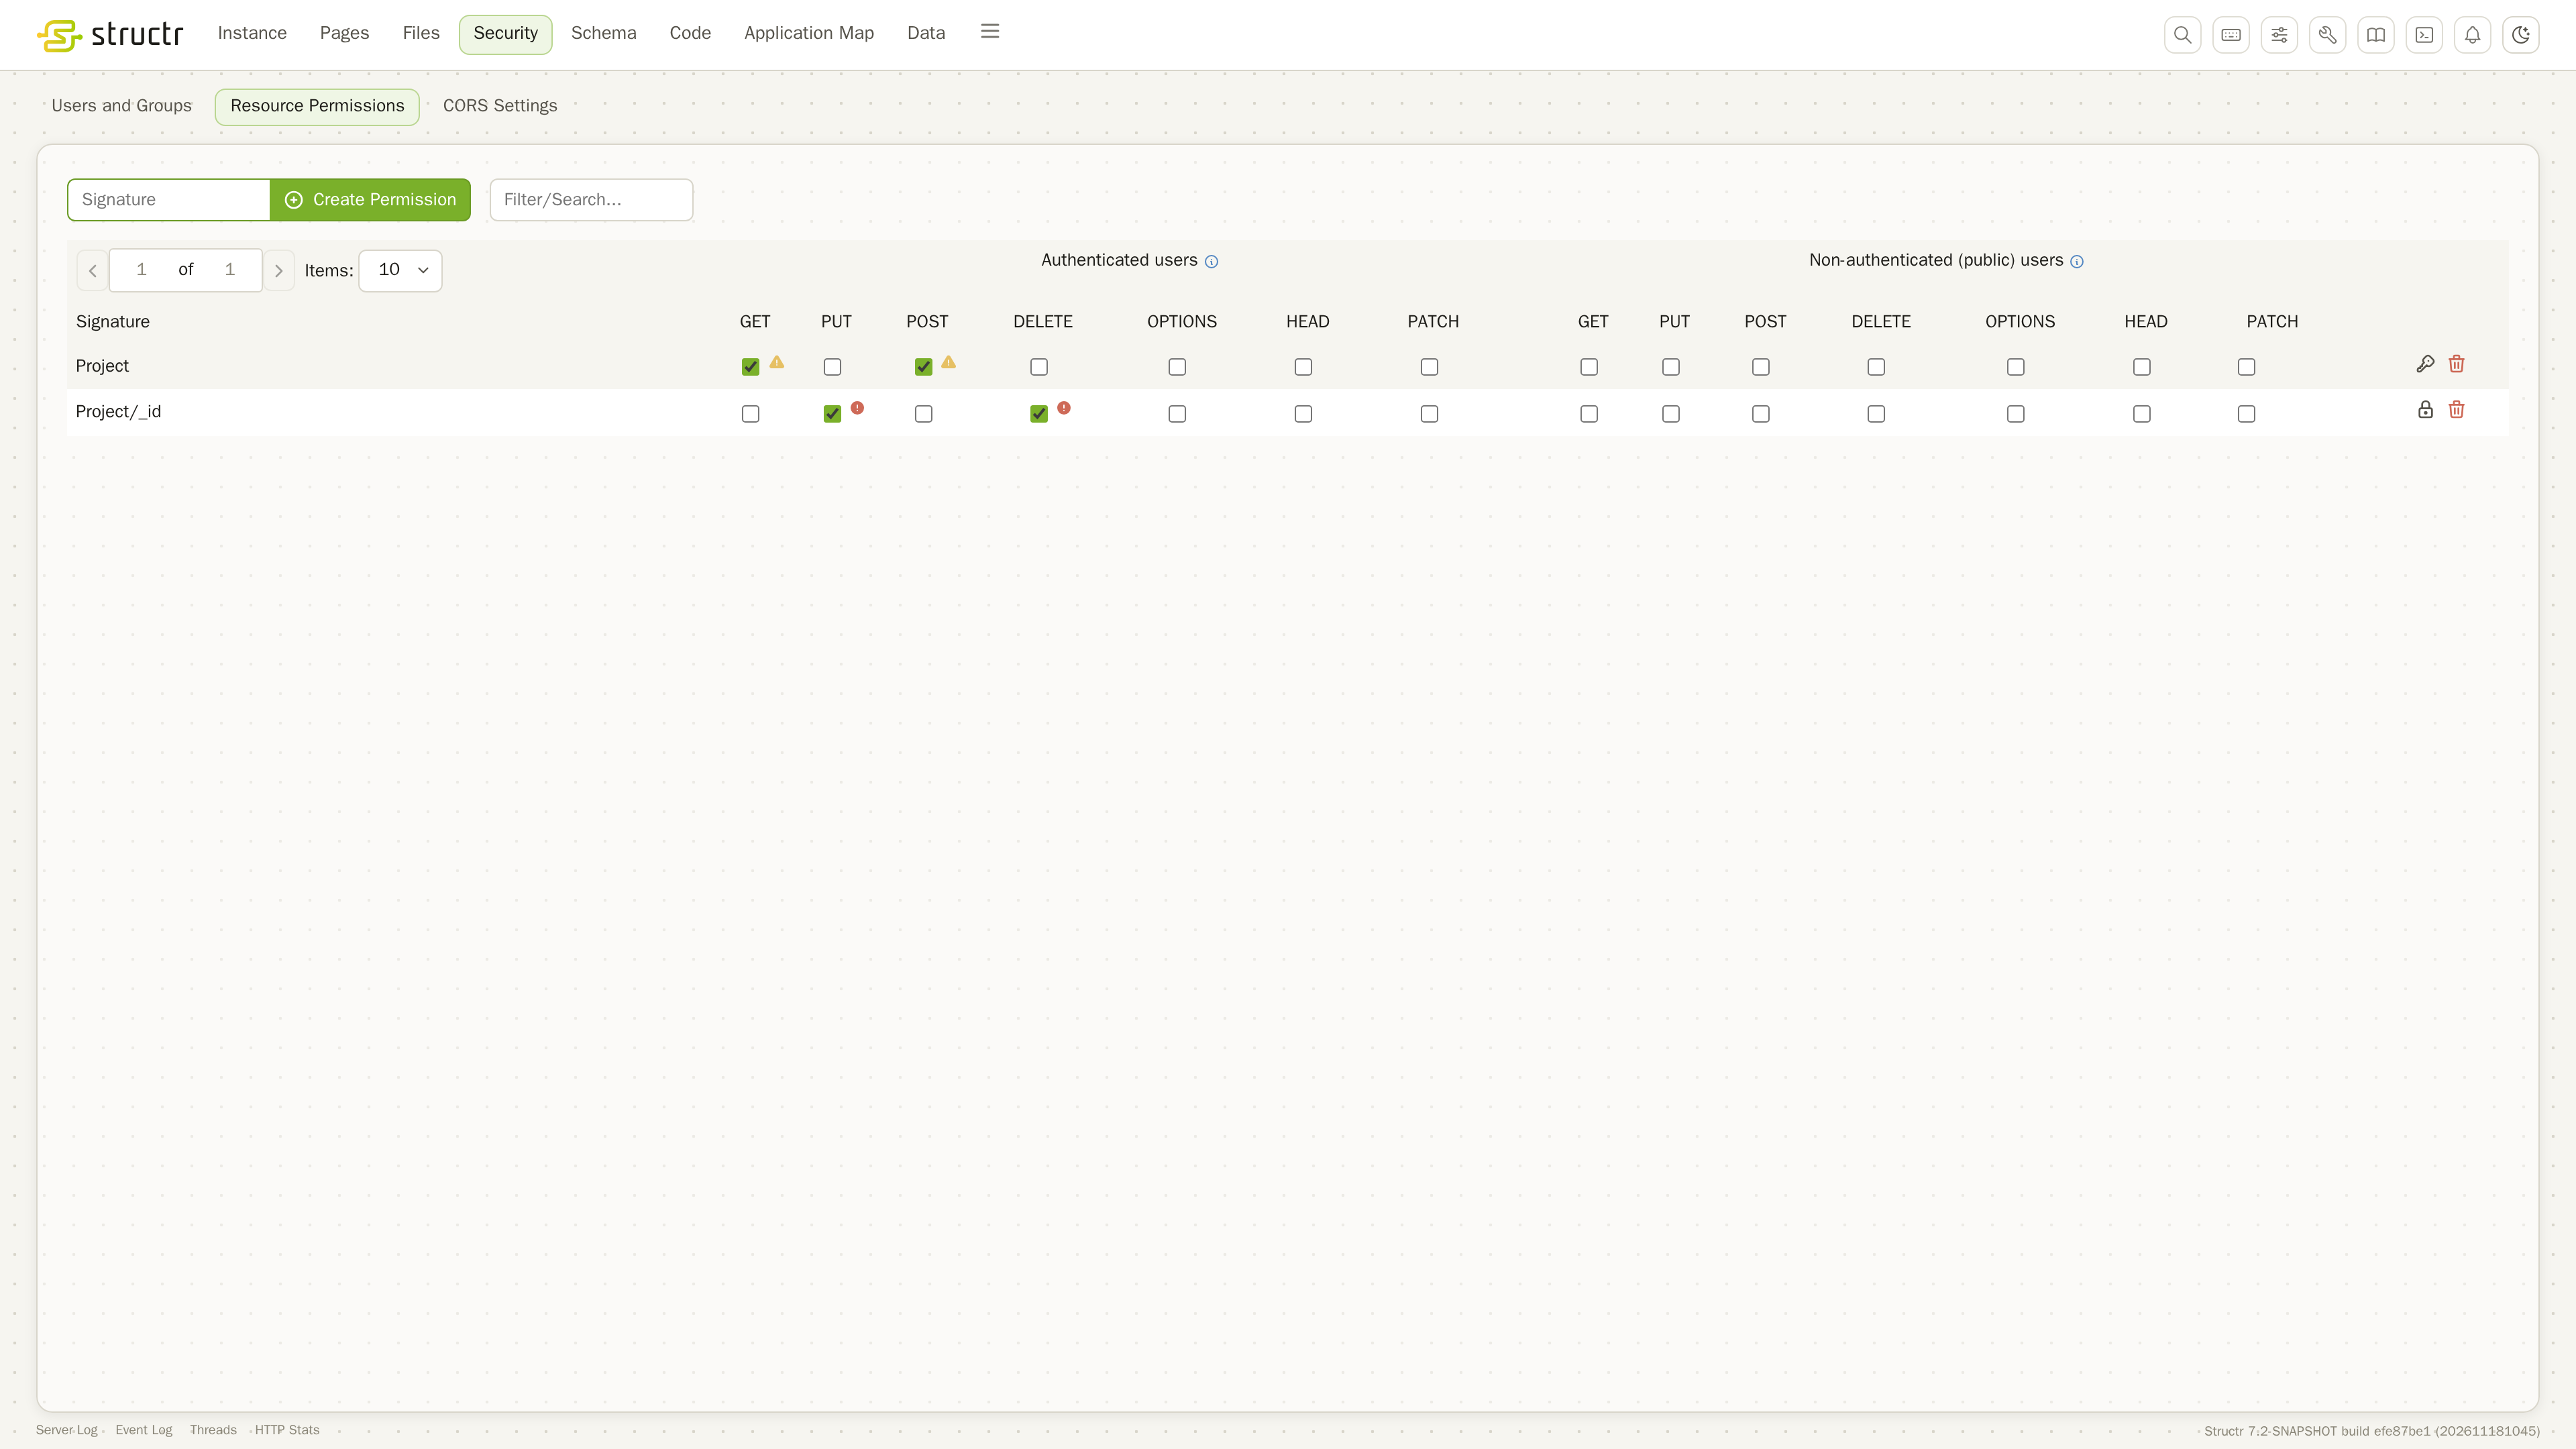 structr Instance Pages Files Security Schema Code Application Map Data
Users and Groups Resource Permissions CORS Settings
Signature Create Permission Filter/Search...
1 of 1 Items: 10 Authenticated users Non-authenticated (public) users
Signature GET PUT POST DELETE OPTIONS HEAD PATCH GET PUT POST DELETE OPTIONS HEAD PATCH
Project
Project/_id
Server Log Event Log Threads HTTP Stats Structr 7.2-SNAPSHOT build efe87be1 (202611181045)